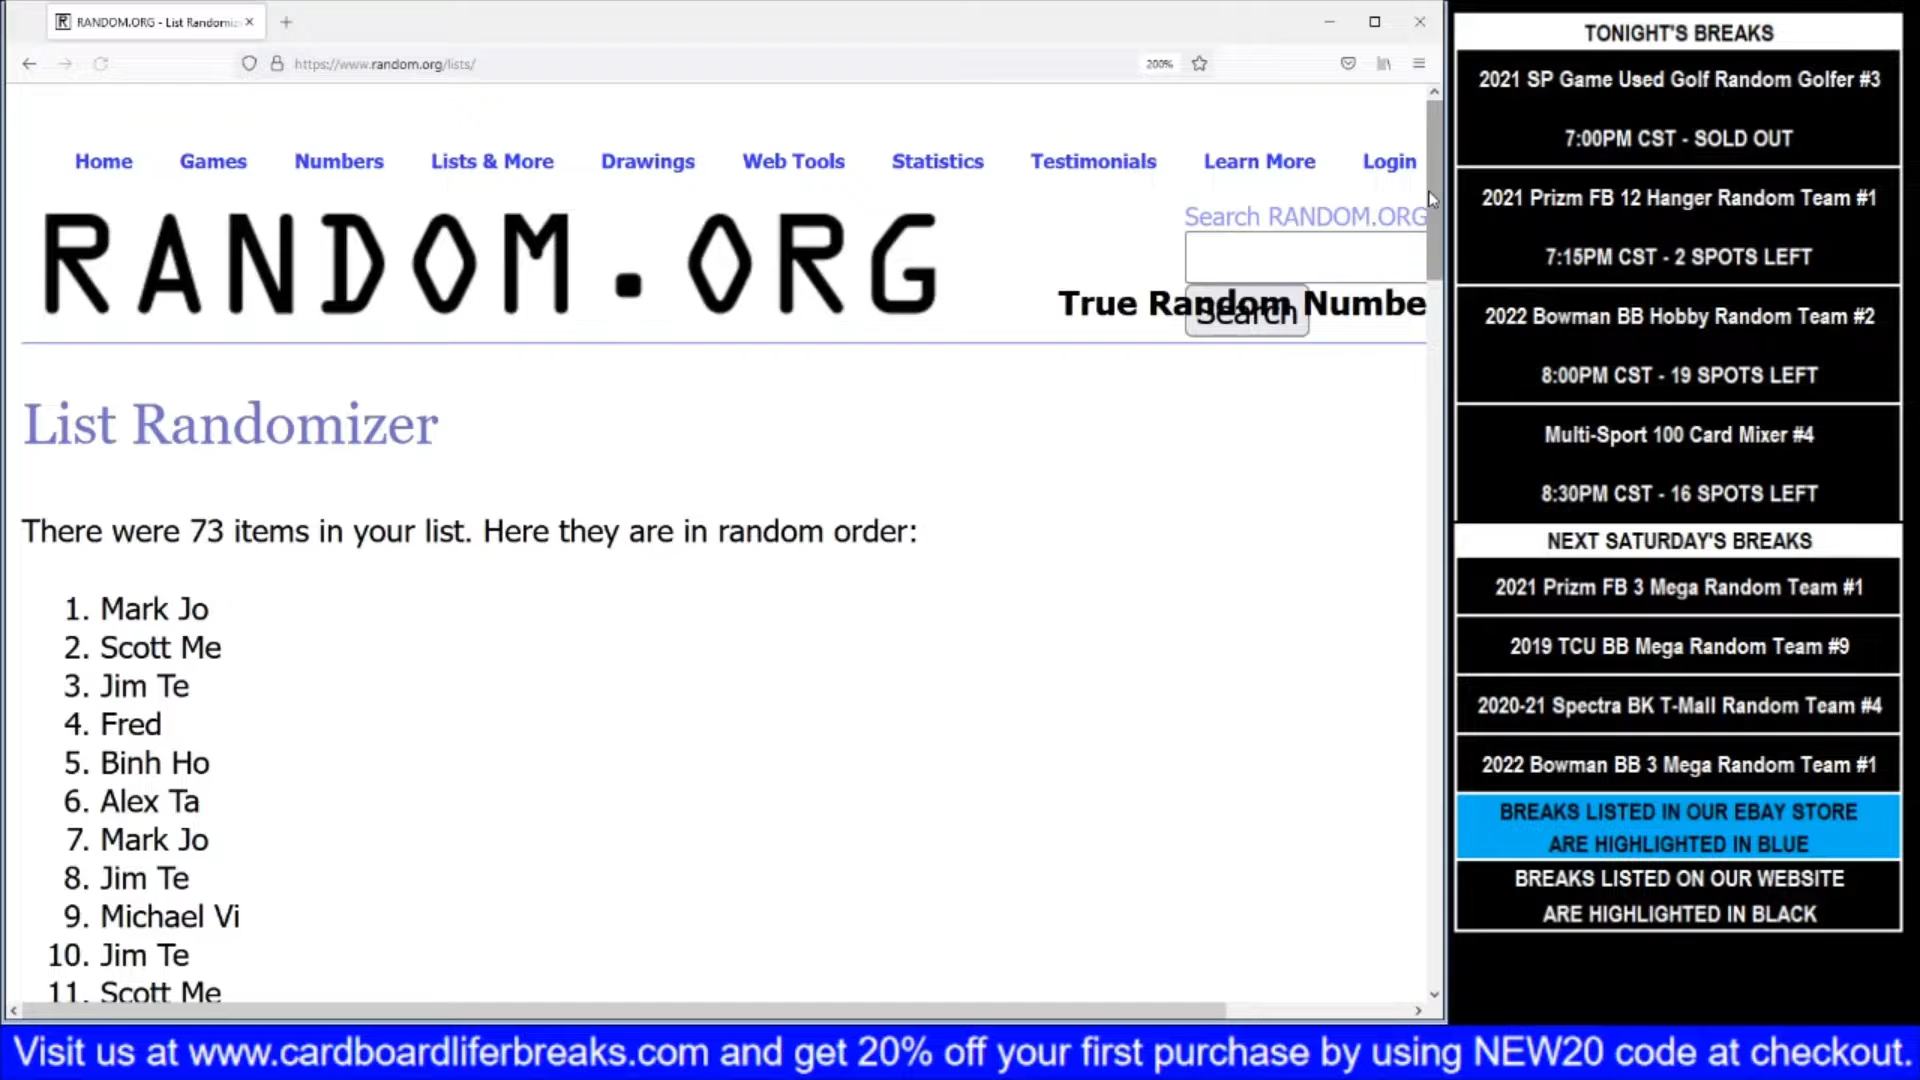 RANDOM.ORG - List Randomiz
https://www.random.org/lists/
200%
Home Games Numbers Lists & More Drawings Web Tools Statistics Testimonials Learn More Login
RANDOM.ORG
Search RANDOM.ORG
Search
True Random Numbe
List Randomizer
There were 73 items in your list. Here they are in random order:
1. Mark Jo
2. Scott Me
3. Jim Te
4. Fred
5. Binh Ho
6. Alex Ta
7. Mark Jo
8. Jim Te
9. Michael Vi
10. Jim Te
11. Scott Me
TONIGHT'S BREAKS
2021 SP Game Used Golf Random Golfer #3
7:00PM CST - SOLD OUT
2021 Prizm FB 12 Hanger Random Team #1
7:15PM CST - 2 SPOTS LEFT
2022 Bowman BB Hobby Random Team #2
8:00PM CST - 19 SPOTS LEFT
Multi-Sport 100 Card Mixer #4
8:30PM CST - 16 SPOTS LEFT
NEXT SATURDAY'S BREAKS
2021 Prizm FB 3 Mega Random Team #1
2019 TCU BB Mega Random Team #9
2020-21 Spectra BK T-Mall Random Team #4
2022 Bowman BB 3 Mega Random Team #1
BREAKS LISTED IN OUR EBAY STORE
ARE HIGHLIGHTED IN BLUE
BREAKS LISTED ON OUR WEBSITE
ARE HIGHLIGHTED IN BLACK
Visit us at www.cardboardliferbreaks.com and get 20% off your first purchase by using NEW20 code at checkout.